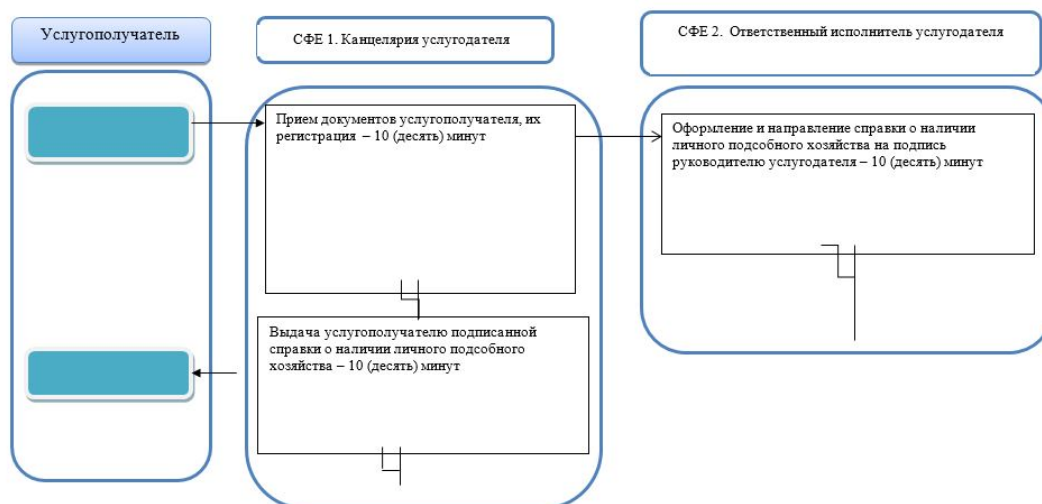 Услугополучатель
СФЕ 1. Канцелярия услугодателя
СФЕ 2. Ответственный исполнитель услугодателя
Прием документов услугополучателя, их
регистрация – 10 (десять) минут
Оформление и направление справки о наличии
личного подсобного хозяйства на подпись
руководителю услугодателя – 10 (десять) минут
Выдача услугополучателю подписанной
справки о наличии личного подсобного
хозяйства – 10 (десять) минут